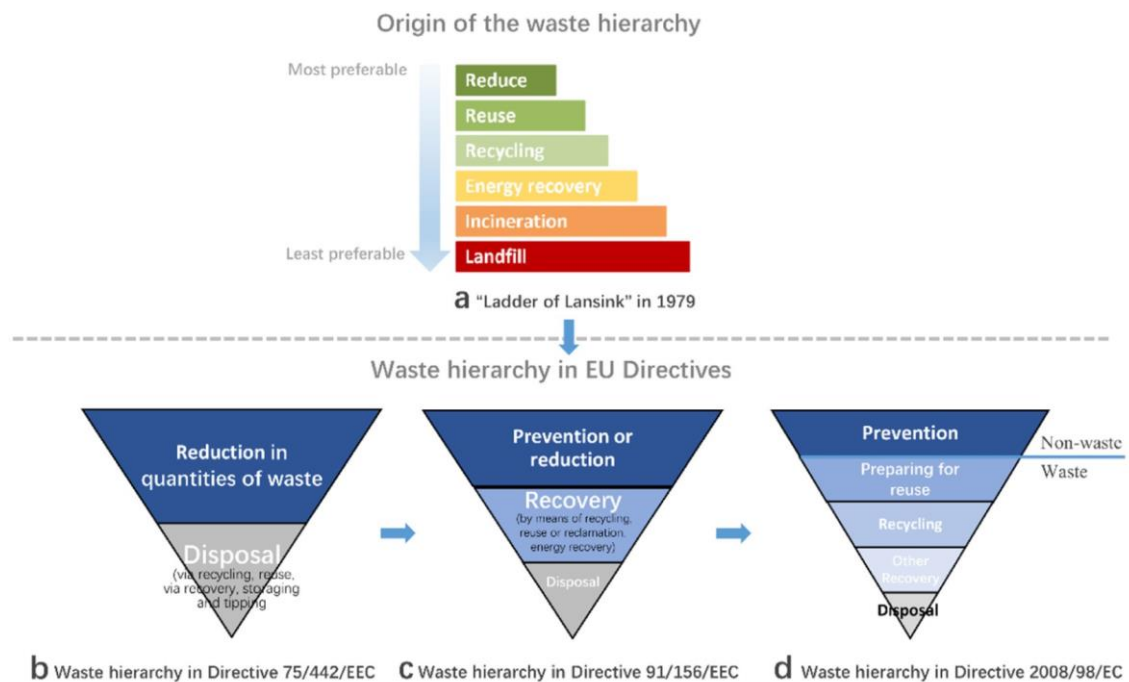 Origin of the waste hierarchy
Most preferable
Reduce
Reuse
Recycling
Energy recovery
Incineration
Least preferable
Landfill
a "Ladder of Lansink" in 1979
Waste hierarchy in EU Directives
Reduction in
quantities of waste
Disposal
(via recycling, reuse,
via recovery, storaging
and tipping
b Waste hierarchy in Directive 75/442/EEC
Prevention or
reduction
Recovery
(by means of recycling,
reuse or reclamation,
energy recovery)
Disposal
c Waste hierarchy in Directive 91/156/EEC
Prevention
Non-waste
Waste
Preparing for
reuse
Recycling
Other
Recovery
Disposal
d Waste hierarchy in Directive 2008/98/EC